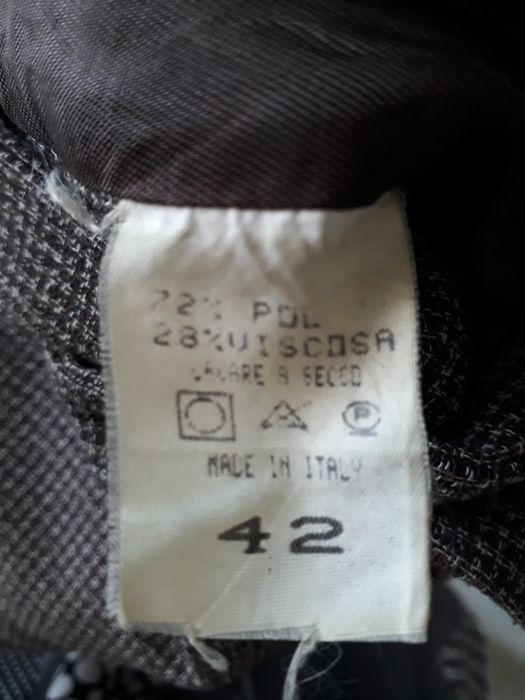 72% POL
28%VISCOSA
LAVARE A SECCO
P
MADE IN ITALY
42